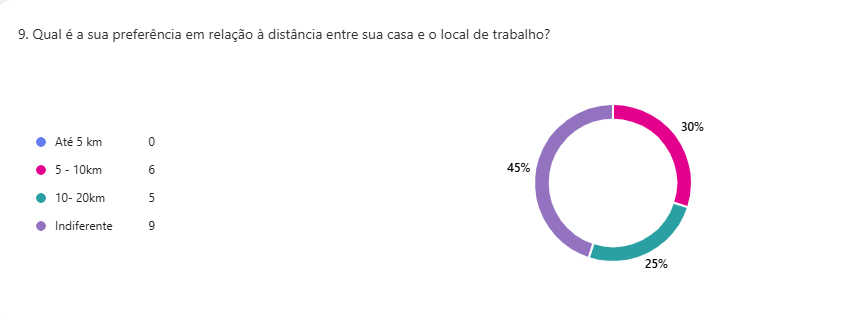 9. Qual é a sua preferência em relação à distância entre sua casa e o local de trabalho?
Até 5 km 0
5 - 10km 6
10- 20km 5
Indiferente 9
30%
45%
25%